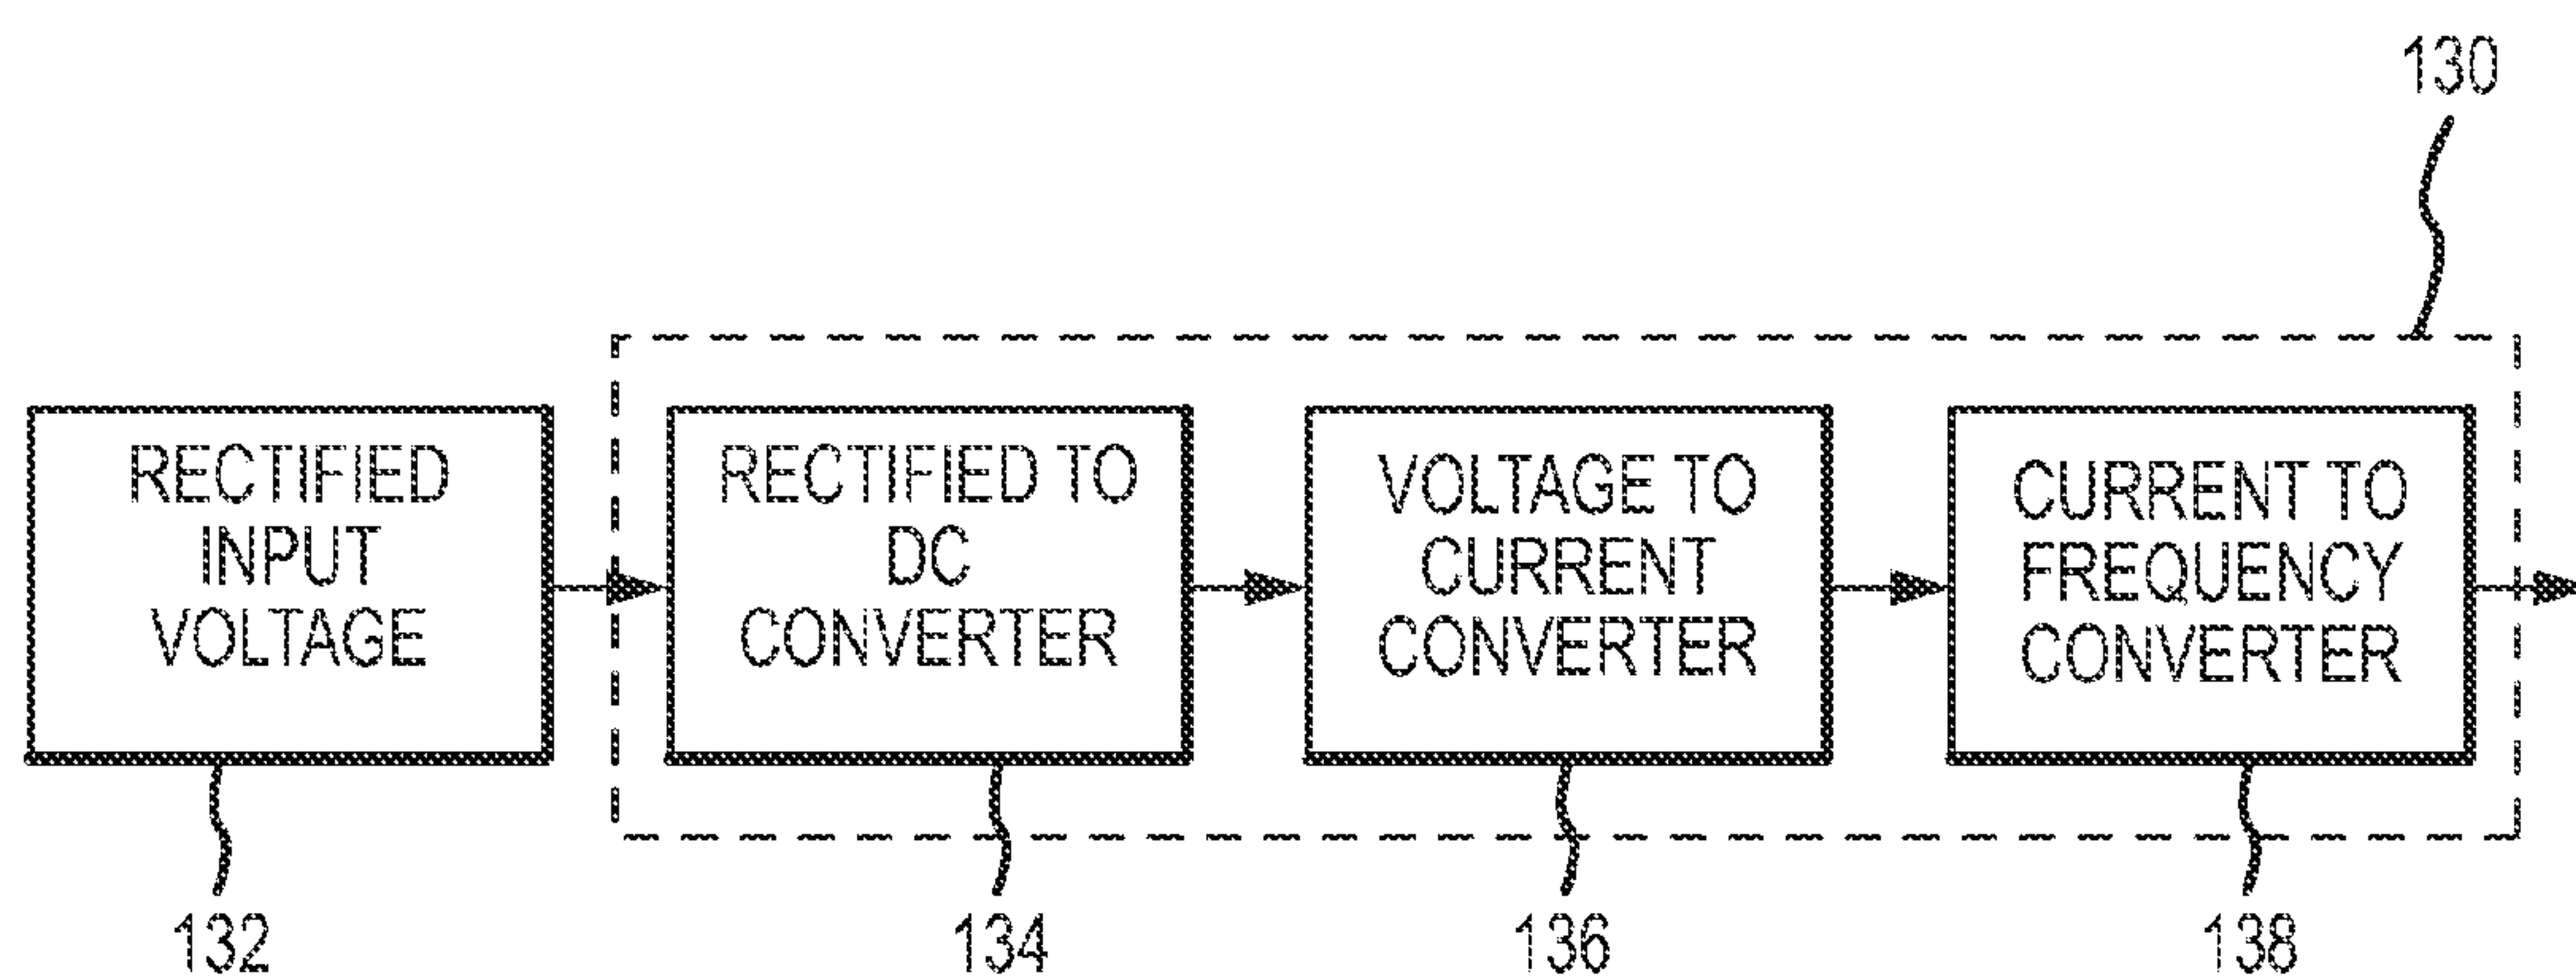 130
RECTIFIED
INPUT
VOLTAGE
RECTIFIED TO
DC
CONVERTER
VOLTAGE TO
CURRENT
CONVERTER
CURRENT TO
FREQUENCY
CONVERTER
132
134
136
138